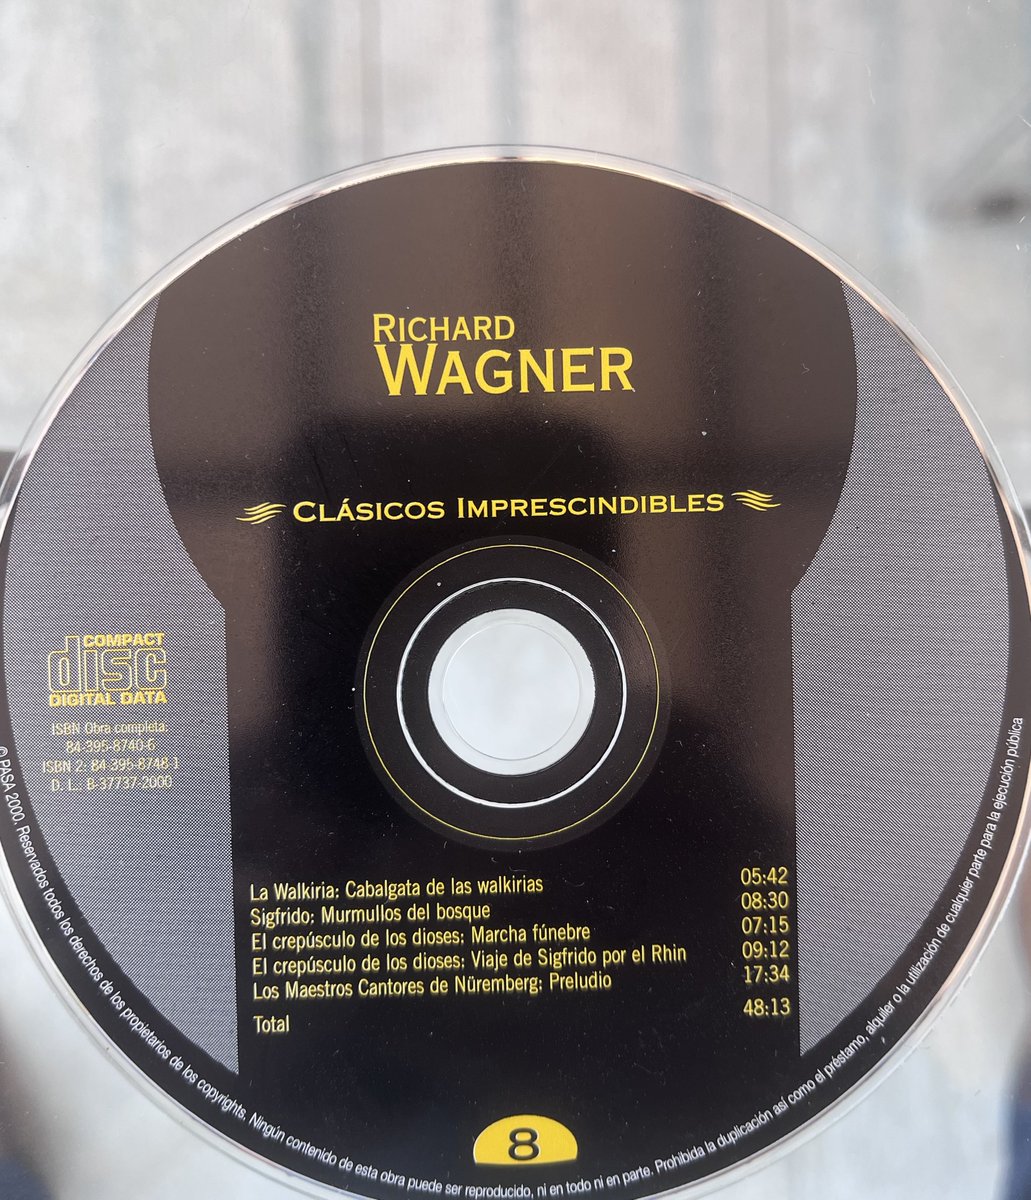 RICHARD
WAGNER
CLÁSICOS IMPRESCINDIBLES
COMPACT
disc
DIGITAL DATA
ISBN Obra completa:
84-395-8740-6
ISBN 2: 84-395-8748-1
D. L.: B-37737-2000
La Walkiria: Cabalgata de las walkirias 05:42
Sigfrido: Murmullos del bosque 08:30
El crepúsculo de los dioses: Marcha fúnebre 07:15
El crepúsculo de los dioses: Viaje de Sigfrido por el Rhin 09:12
Los Maestros Cantores de Nüremberg: Preludio 17:34
Total 48:13
8
© PASA 2000. Reservados todos los derechos de los propietarios de los copyrights. Ningún contenido de esta obra puede ser reproducido, ni en todo ni en parte. Prohibida la duplicación así como el préstamo, alquiler o la utilización de cualquier parte para la ejecución pública